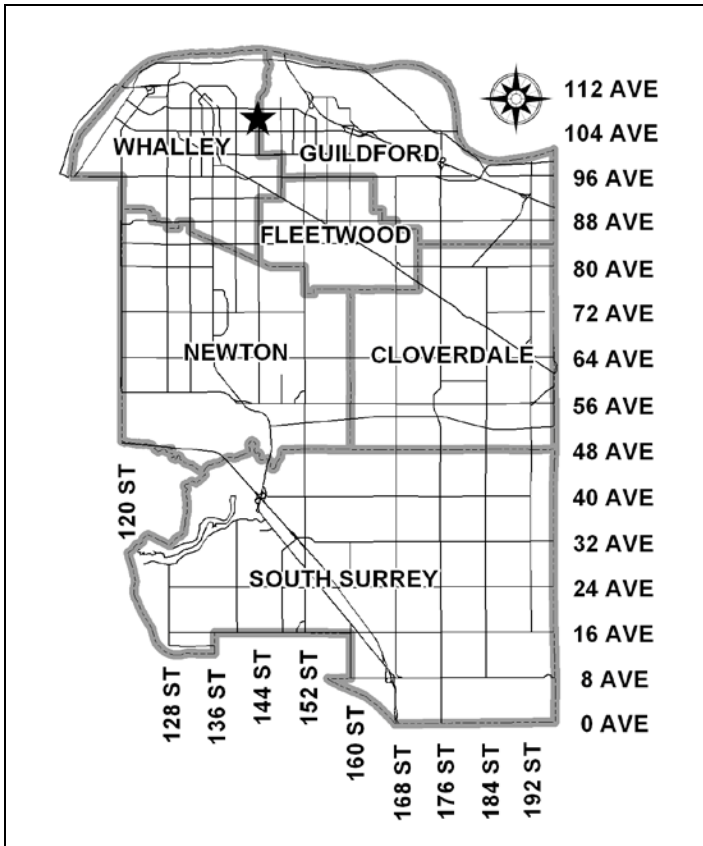 112 AVE
104 AVE
WHALLEY
GUILDFORD
96 AVE
88 AVE
FLEETWOOD
80 AVE
72 AVE
NEWTON
CLOVERDALE
64 AVE
56 AVE
48 AVE
120 ST
40 AVE
32 AVE
SOUTH SURREY
24 AVE
16 AVE
8 AVE
0 AVE
128 ST
136 ST
144 ST
152 ST
160 ST
168 ST
176 ST
184 ST
192 ST